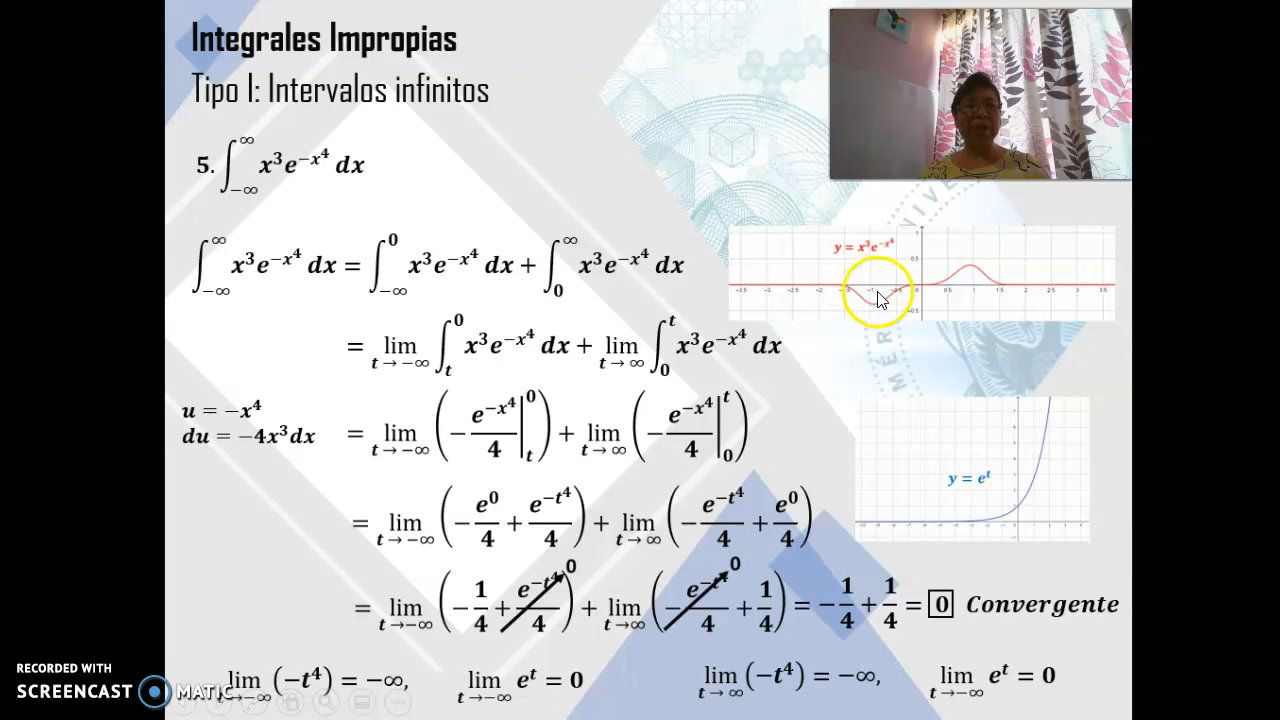 Integrales Impropias
Tipo I: Intervalos infinitos
5. ∫_{-∞}^{∞} x³e^{-x⁴} dx
∫_{-∞}^{∞} x³e^{-x⁴} dx = ∫_{-∞}^{0} x³e^{-x⁴} dx + ∫_{0}^{∞} x³e^{-x⁴} dx
y = x³e^{-x⁴}
= lim_{t→-∞} ∫_{t}^{0} x³e^{-x⁴} dx + lim_{t→∞} ∫_{0}^{t} x³e^{-x⁴} dx
u = -x⁴
du = -4x³dx
= lim_{t→-∞} (-e^{-x⁴}/4 |_{t}^{0}) + lim_{t→∞} (-e^{-x⁴}/4 |_{0}^{t})
y = e^t
= lim_{t→-∞} (-e⁰/4 + e^{-t⁴}/4) + lim_{t→∞} (-e^{-t⁴}/4 + e⁰/4)
= lim_{t→-∞} (-1/4 + e^{-t⁴}/4 → 0) + lim_{t→∞} (-e^{-t⁴}/4 → 0 + 1/4) = -1/4 + 1/4 = 0 Convergente
lim_{t→-∞} (-t⁴) = -∞, lim_{t→-∞} e^t = 0 lim_{t→∞} (-t⁴) = -∞, lim_{t→-∞} e^t = 0
RECORDED WITH
SCREENCAST MATIC